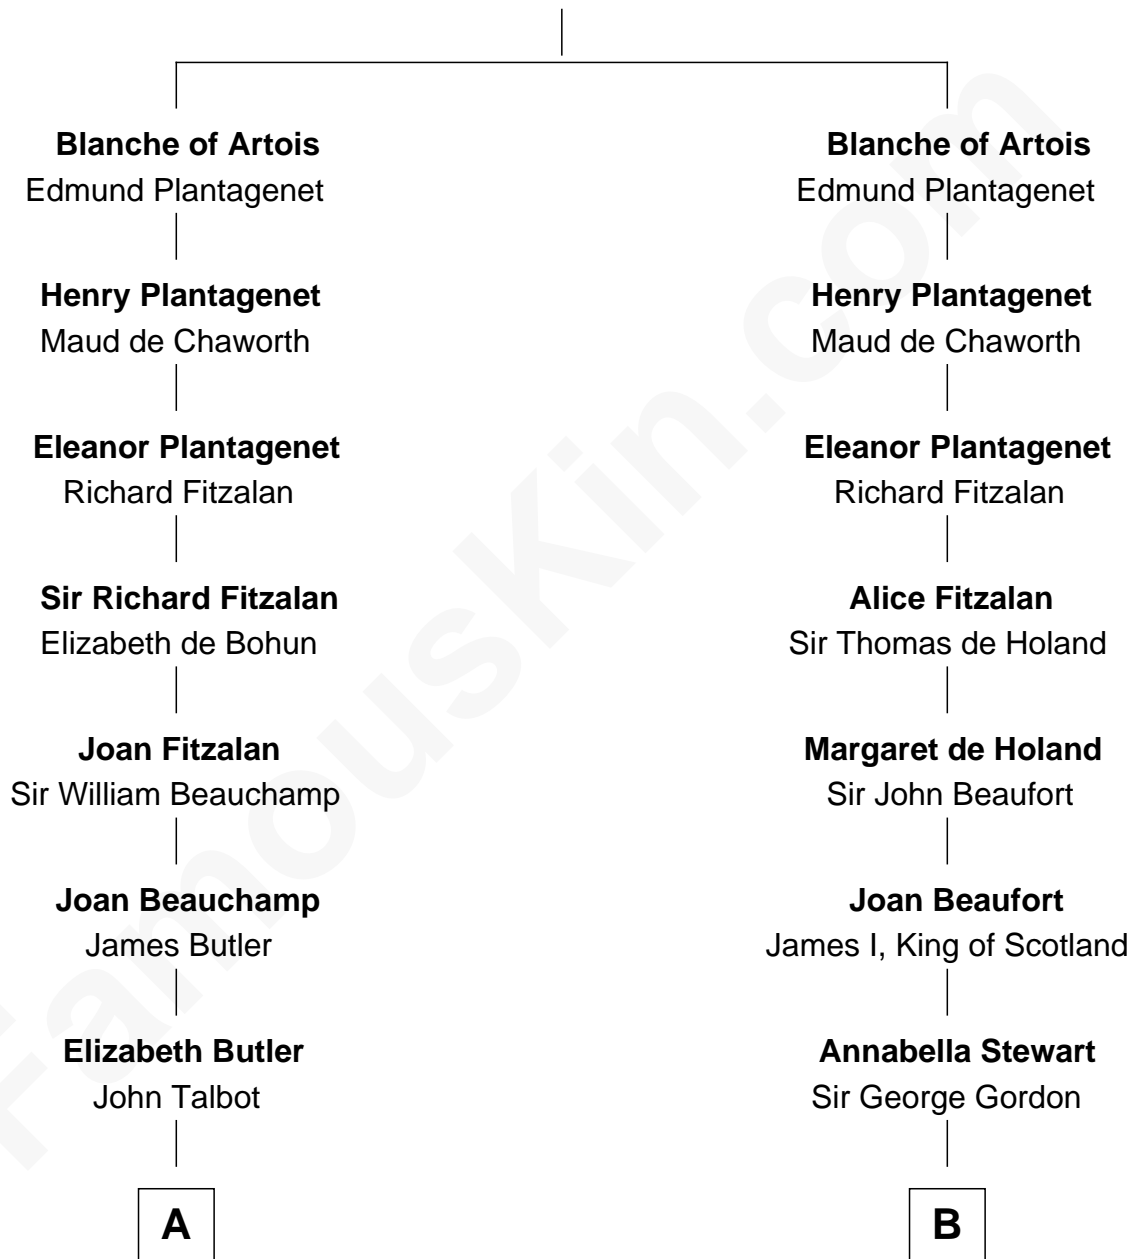 Blanche of Artois
Edmund Plantagenet
Henry Plantagenet
Maud de Chaworth
Eleanor Plantagenet
Richard Fitzalan
Sir Richard Fitzalan
Elizabeth de Bohun
Joan Fitzalan
Sir William Beauchamp
Joan Beauchamp
James Butler
Elizabeth Butler
John Talbot
A
Blanche of Artois
Edmund Plantagenet
Henry Plantagenet
Maud de Chaworth
Eleanor Plantagenet
Richard Fitzalan
Alice Fitzalan
Sir Thomas de Holand
Margaret de Holand
Sir John Beaufort
Joan Beaufort
James I, King of Scotland
Annabella Stewart
Sir George Gordon
B
FamousKin.com